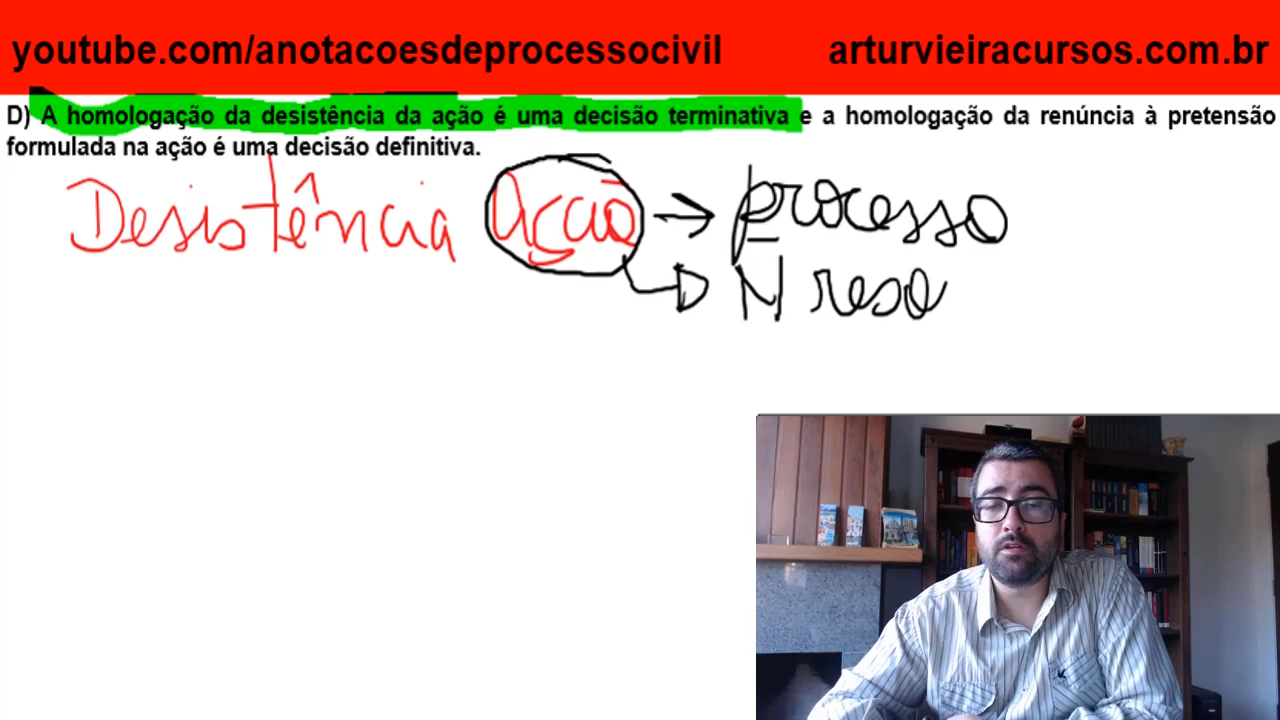 youtube.com/anotacoesdeprocessocivil arturvieiracursos.com.br
D) A homologação da desistência da ação é uma decisão terminativa e a homologação da renúncia à pretensão
formulada na ação é uma decisão definitiva.
Desistência Ação → processo
Ñ reso